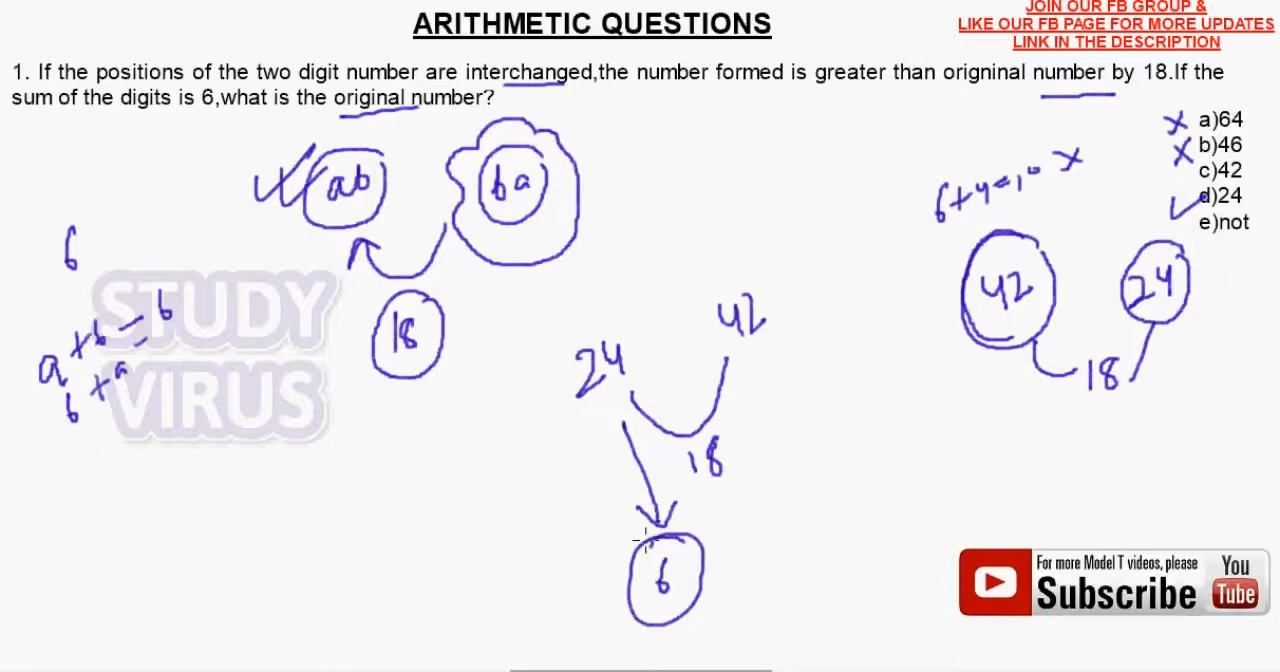 ARITHMETIC QUESTIONS
JOIN OUR FB GROUP &
LIKE OUR FB PAGE FOR MORE UPDATES
LINK IN THE DESCRIPTION
1. If the positions of the two digit number are interchanged,the number formed is greater than origninal number by 18.If the
sum of the digits is 6,what is the original number?
a)64
b)46
c)42
d)24
e)not
ab
ba
6+4=10 x
6
18
a+b=6
b+a=
24
42
18
6
42
24
18
STUDY
VIRUS
For more Model T videos, please
Subscribe
You
Tube